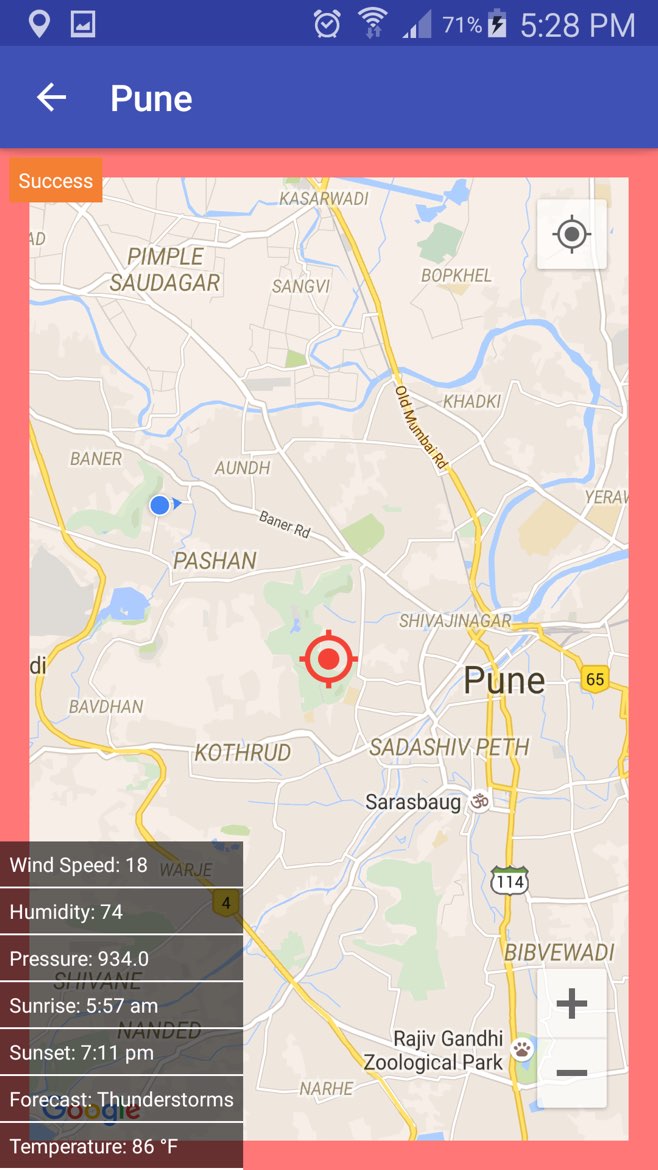 71% 5:28 PM
Pune
Success
KASARWADI
AD
PIMPLE
SAUDAGAR
SANGVI
BOPKHEL
Old Mumbai Rd
KHADKI
BANER
AUNDH
YERAW
Baner Rd
PASHAN
SHIVAJINAGAR
di
Pune
65
BAVDHAN
KOTHRUD
SADASHIV PETH
Sarasbaug ॐ
Wind Speed: 18
WARJE
114
4
Humidity: 74
BIBVEWADI
Pressure: 934.0
SHIVANE
Sunrise: 5:57 am
NANDED
Sunset: 7:11 pm
Rajiv Gandhi
Zoological Park
NARHE
Forecast: Thunderstorms
Google
Temperature: 86 °F